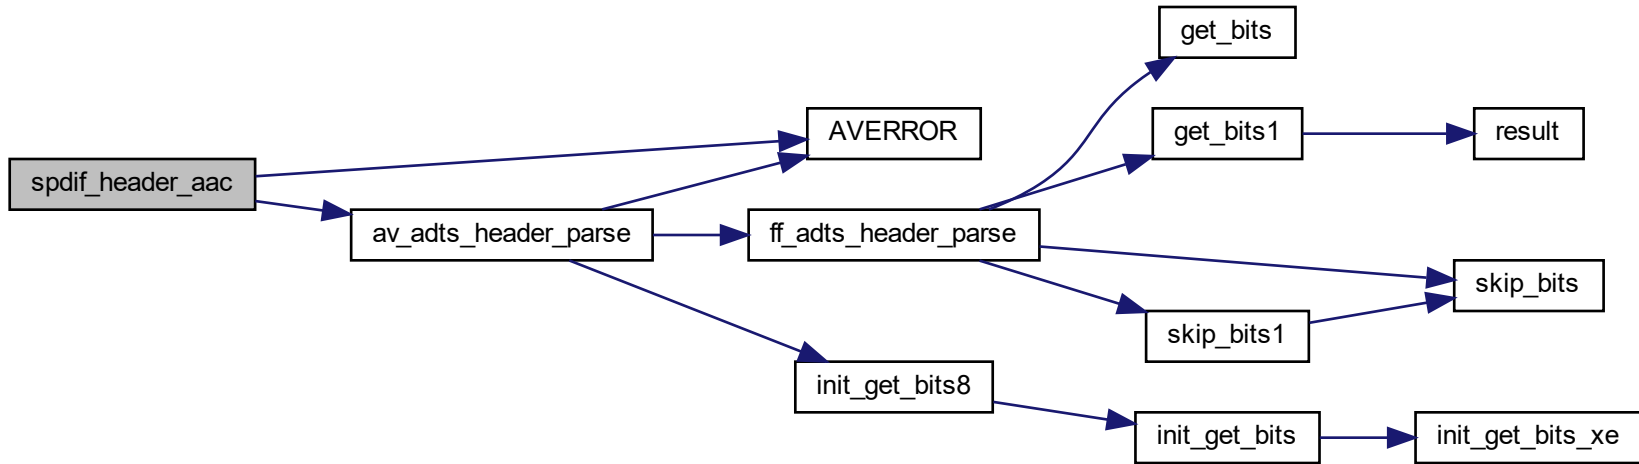 get_bits
AVERROR
get_bits1
result
spdif_header_aac
av_adts_header_parse
ff_adts_header_parse
skip_bits
skip_bits1
init_get_bits8
init_get_bits
init_get_bits_xe